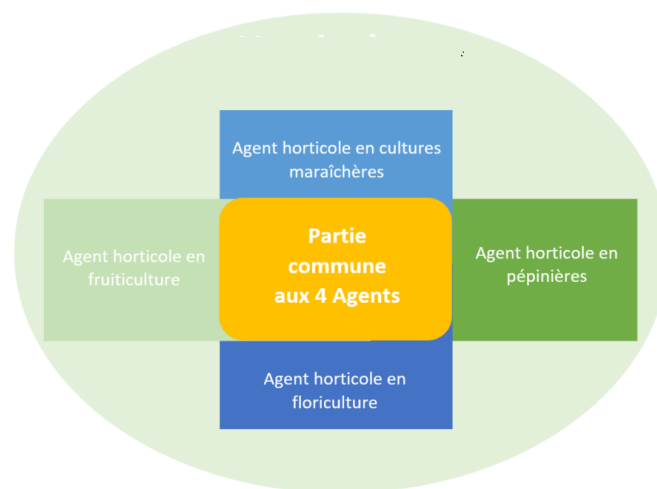 Agent horticole en cultures
maraîchères
Agent horticole en
fruiticulture
Partie
commune
aux 4 Agents
Agent horticole en
pépinières
Agent horticole en
floriculture